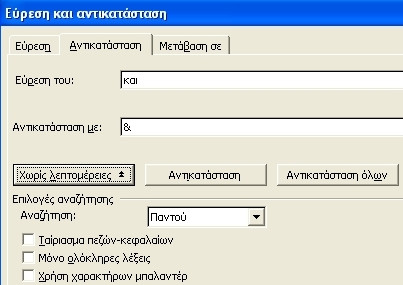 Εύρεση και αντικατάσταση
Εύρεση Αντικατάσταση Μετάβαση σε
Εύρεση του: και
Αντικατάσταση με: &
Χωρίς λεπτομέρειες Αντικατάσταση Αντικατάσταση όλων
Επιλογές αναζήτησης
Αναζήτηση: Παντού
Ταίριασμα πεζών-κεφαλαίων
Μόνο ολόκληρες λέξεις
Χρήση χαρακτήρων μπαλαντέρ